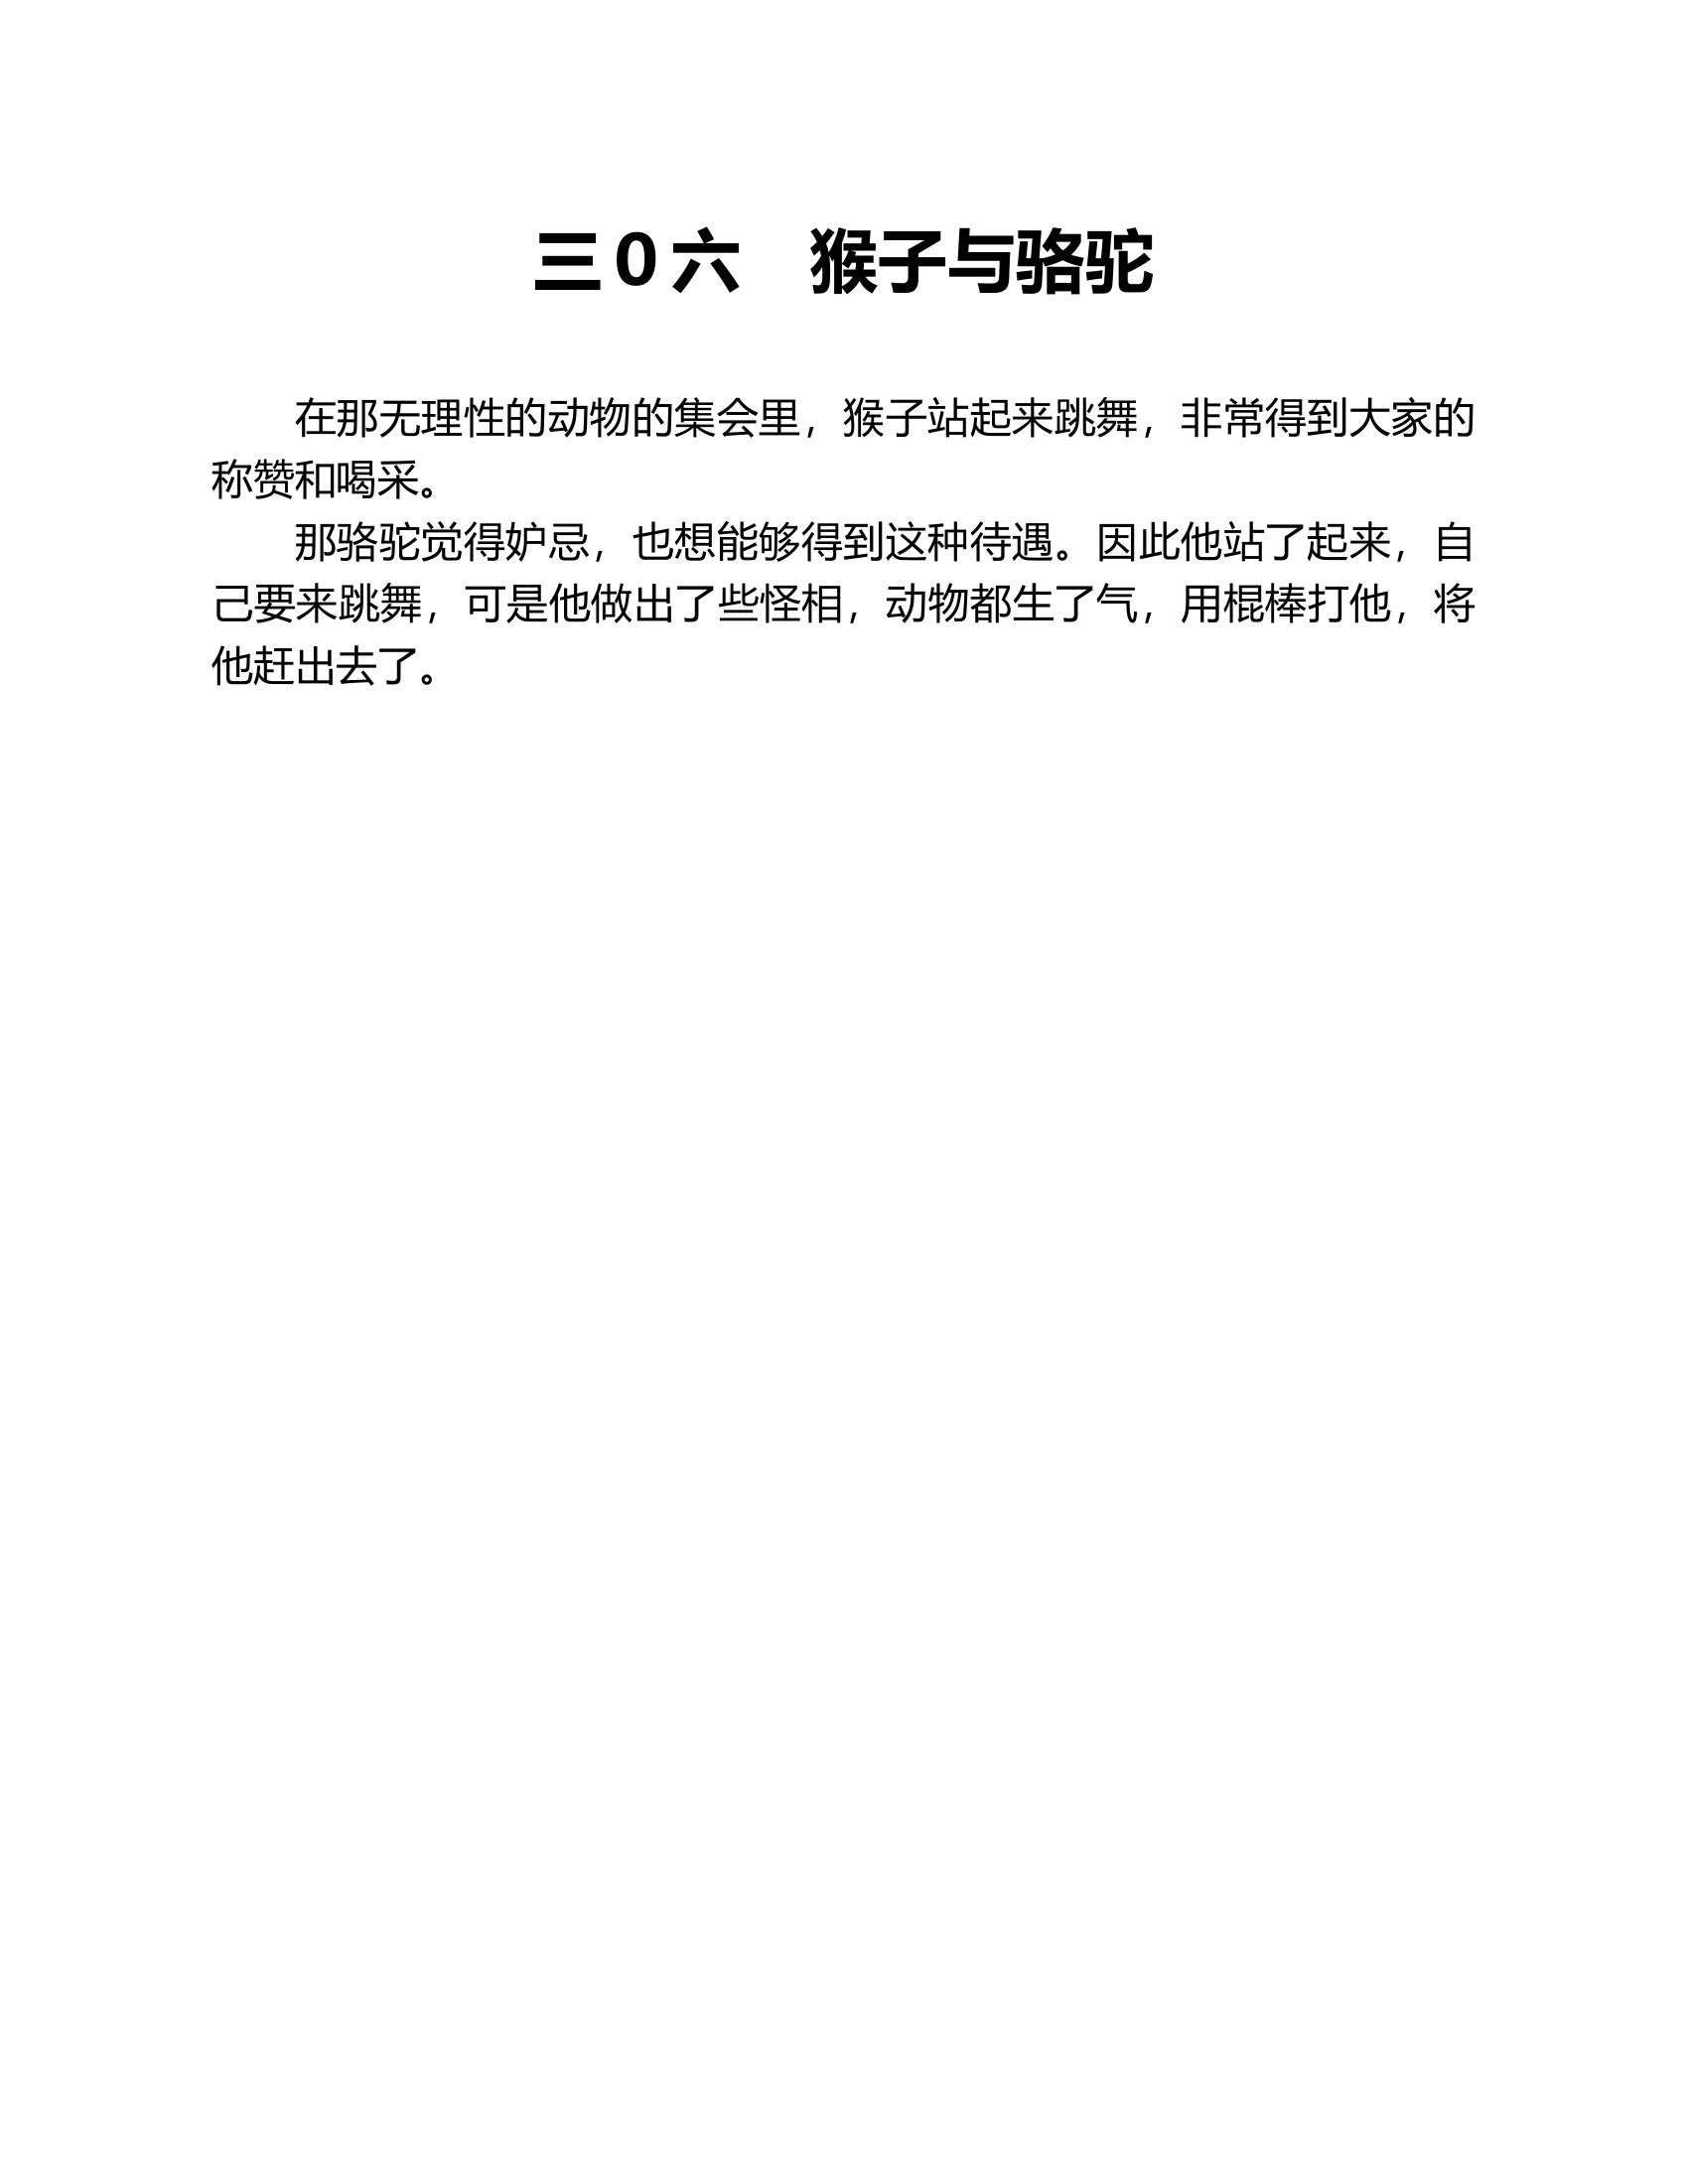 三０六　猴子与骆驼
在那无理性的动物的集会里，猴子站起来跳舞，非常得到大家的
称赞和喝采。
那骆驼觉得妒忌，也想能够得到这种待遇。因此他站了起来，自
己要来跳舞，可是他做出了些怪相，动物都生了气，用棍棒打他，将
他赶出去了。